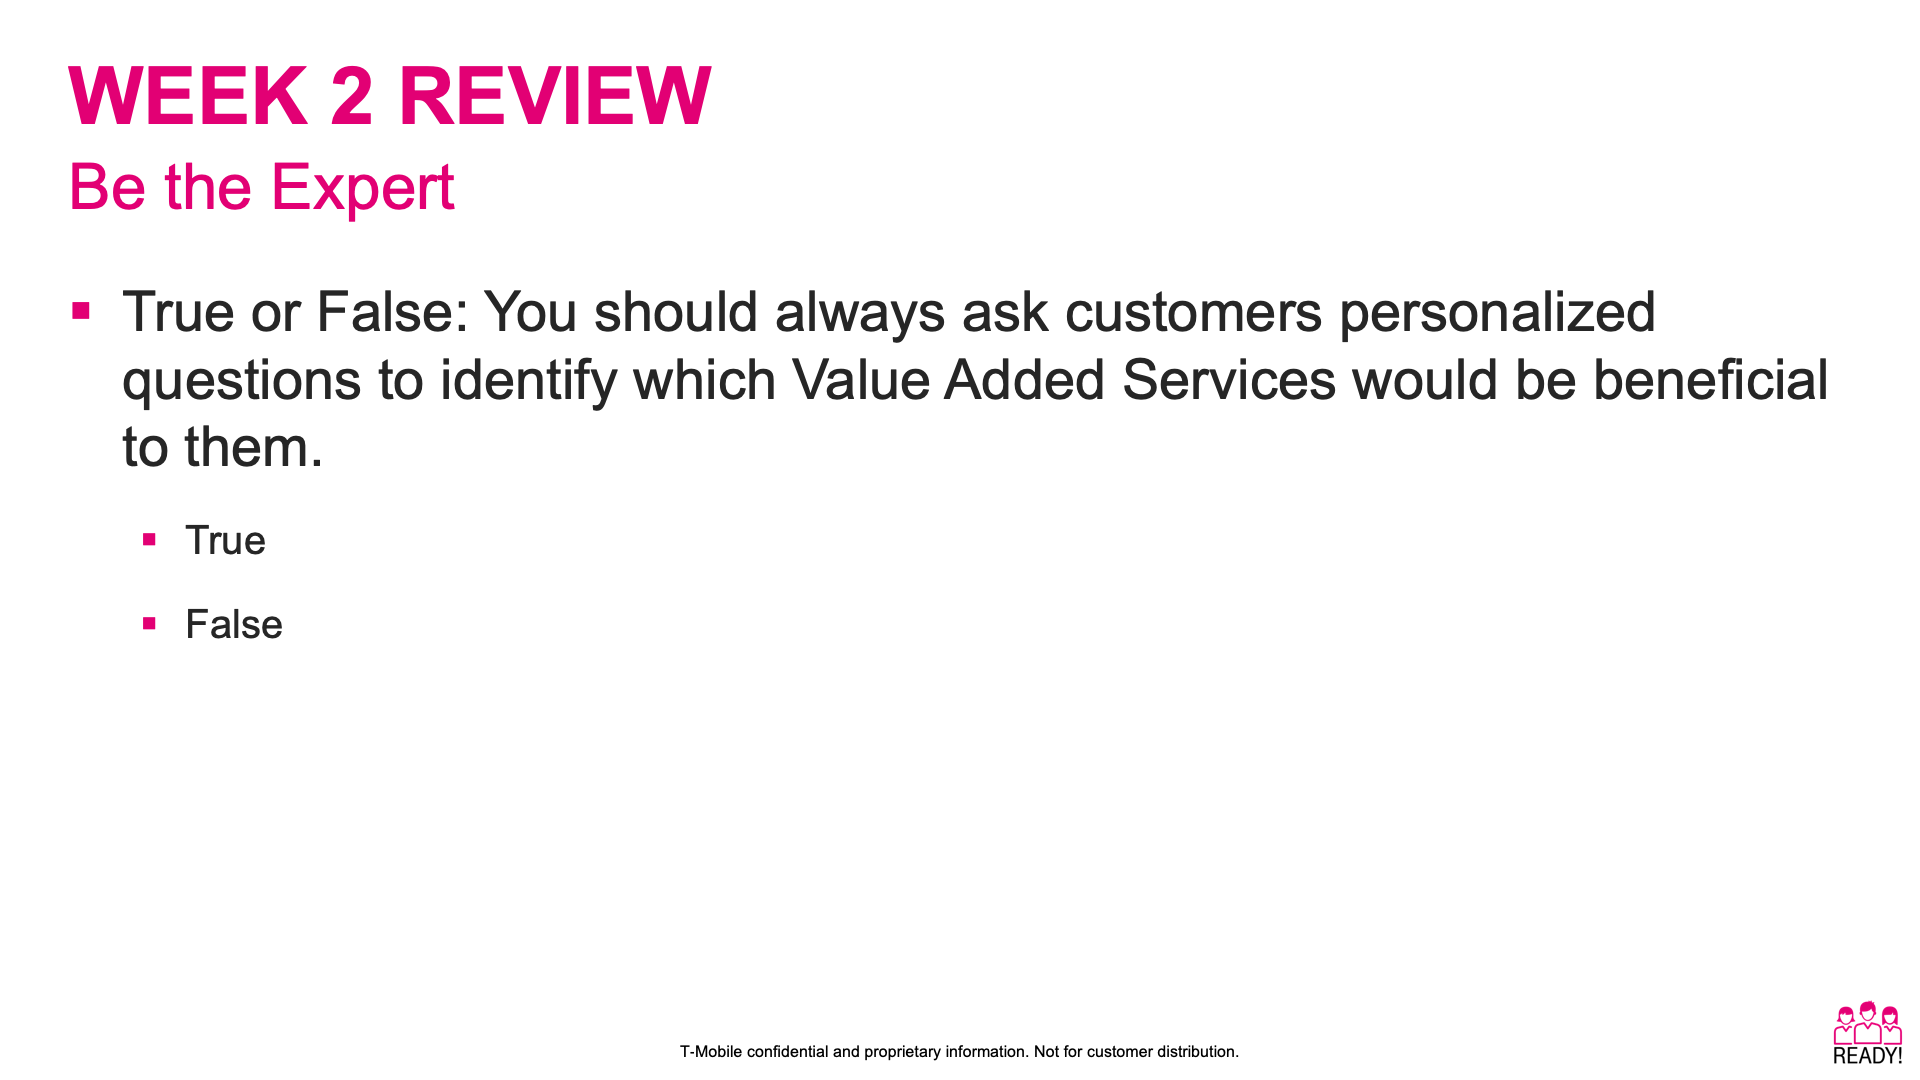 WEEK 2 REVIEW
Be the Expert
▪ True or False: You should always ask customers personalized
questions to identify which Value Added Services would be beneficial
to them.
▪ True
▪ False
T-Mobile confidential and proprietary information. Not for customer distribution.
READY!